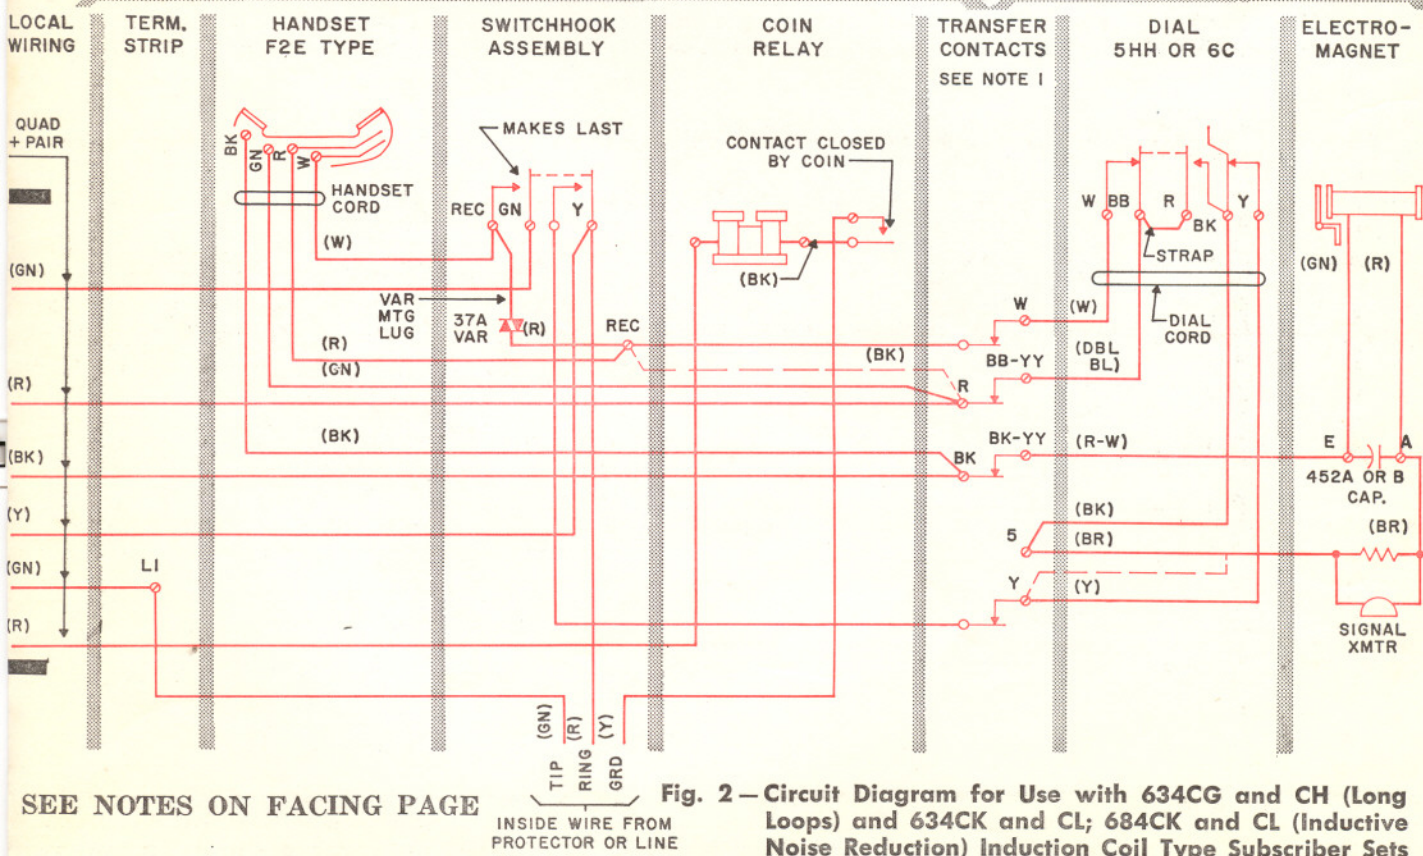 LOCAL
WIRING
TERM.
STRIP
HANDSET
F2E TYPE
SWITCHHOOK
ASSEMBLY
COIN
RELAY
TRANSFER
CONTACTS
SEE NOTE 1
DIAL
5HH OR 6C
ELECTRO-
MAGNET
QUAD
+ PAIR
BK
GN
R
W
HANDSET
CORD
MAKES LAST
REC
GN
Y
CONTACT CLOSED
BY COIN
(BK)
W
BB
R
BK
Y
STRAP
DIAL
CORD
(GN)
(R)
(GN)
(W)
VAR
MTG
LUG
37A
VAR
(R)
REC
(R)
(GN)
(BK)
W
(W)
BB-YY
(DBL
BL)
(R)
R
(BK)
BK-YY
(R-W)
BK
E
A
452A OR B
CAP.
(BK)
(Y)
(BK)
5
(BR)
(BR)
(GN)
L1
Y
(Y)
(R)
SIGNAL
XMTR
(GN)
(R)
(Y)
TIP
RING
GRD
INSIDE WIRE FROM
PROTECTOR OR LINE
SEE NOTES ON FACING PAGE
Fig. 2—Circuit Diagram for Use with 634CG and CH (Long
Loops) and 634CK and CL; 684CK and CL (Inductive
Noise Reduction) Induction Coil Type Subscriber Sets